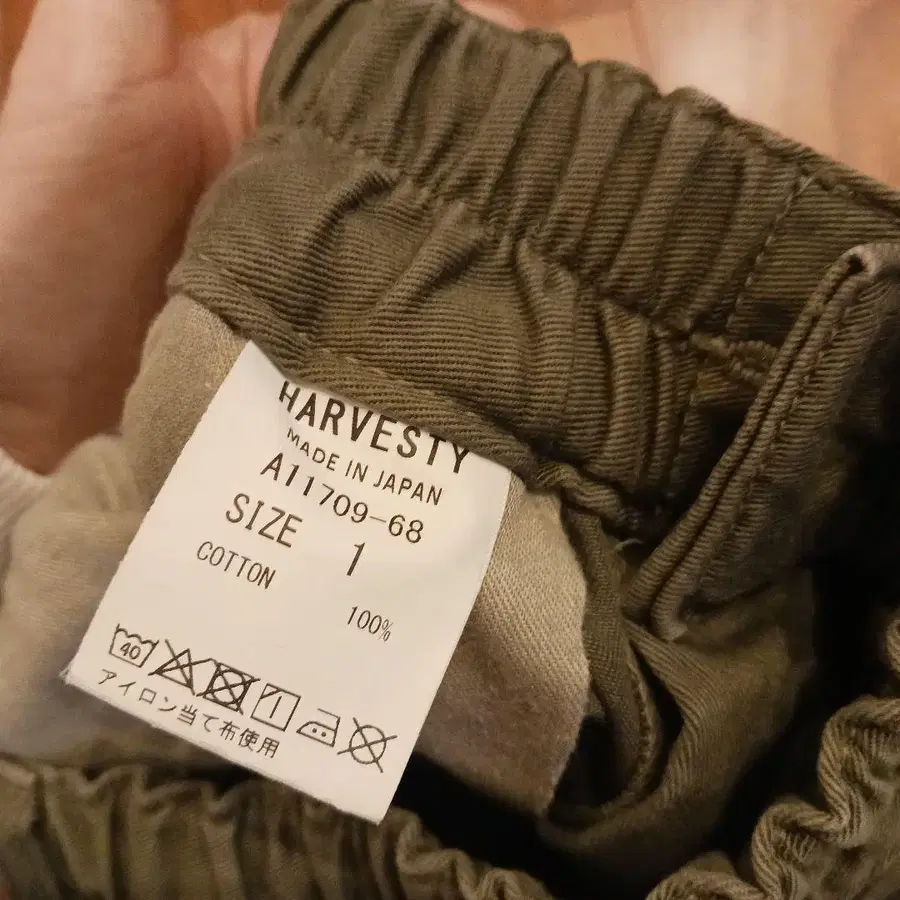 HARVESTY
MADE IN JAPAN
A11709-68
SIZE 1
COTTON 100%
40
アイロン当て布使用